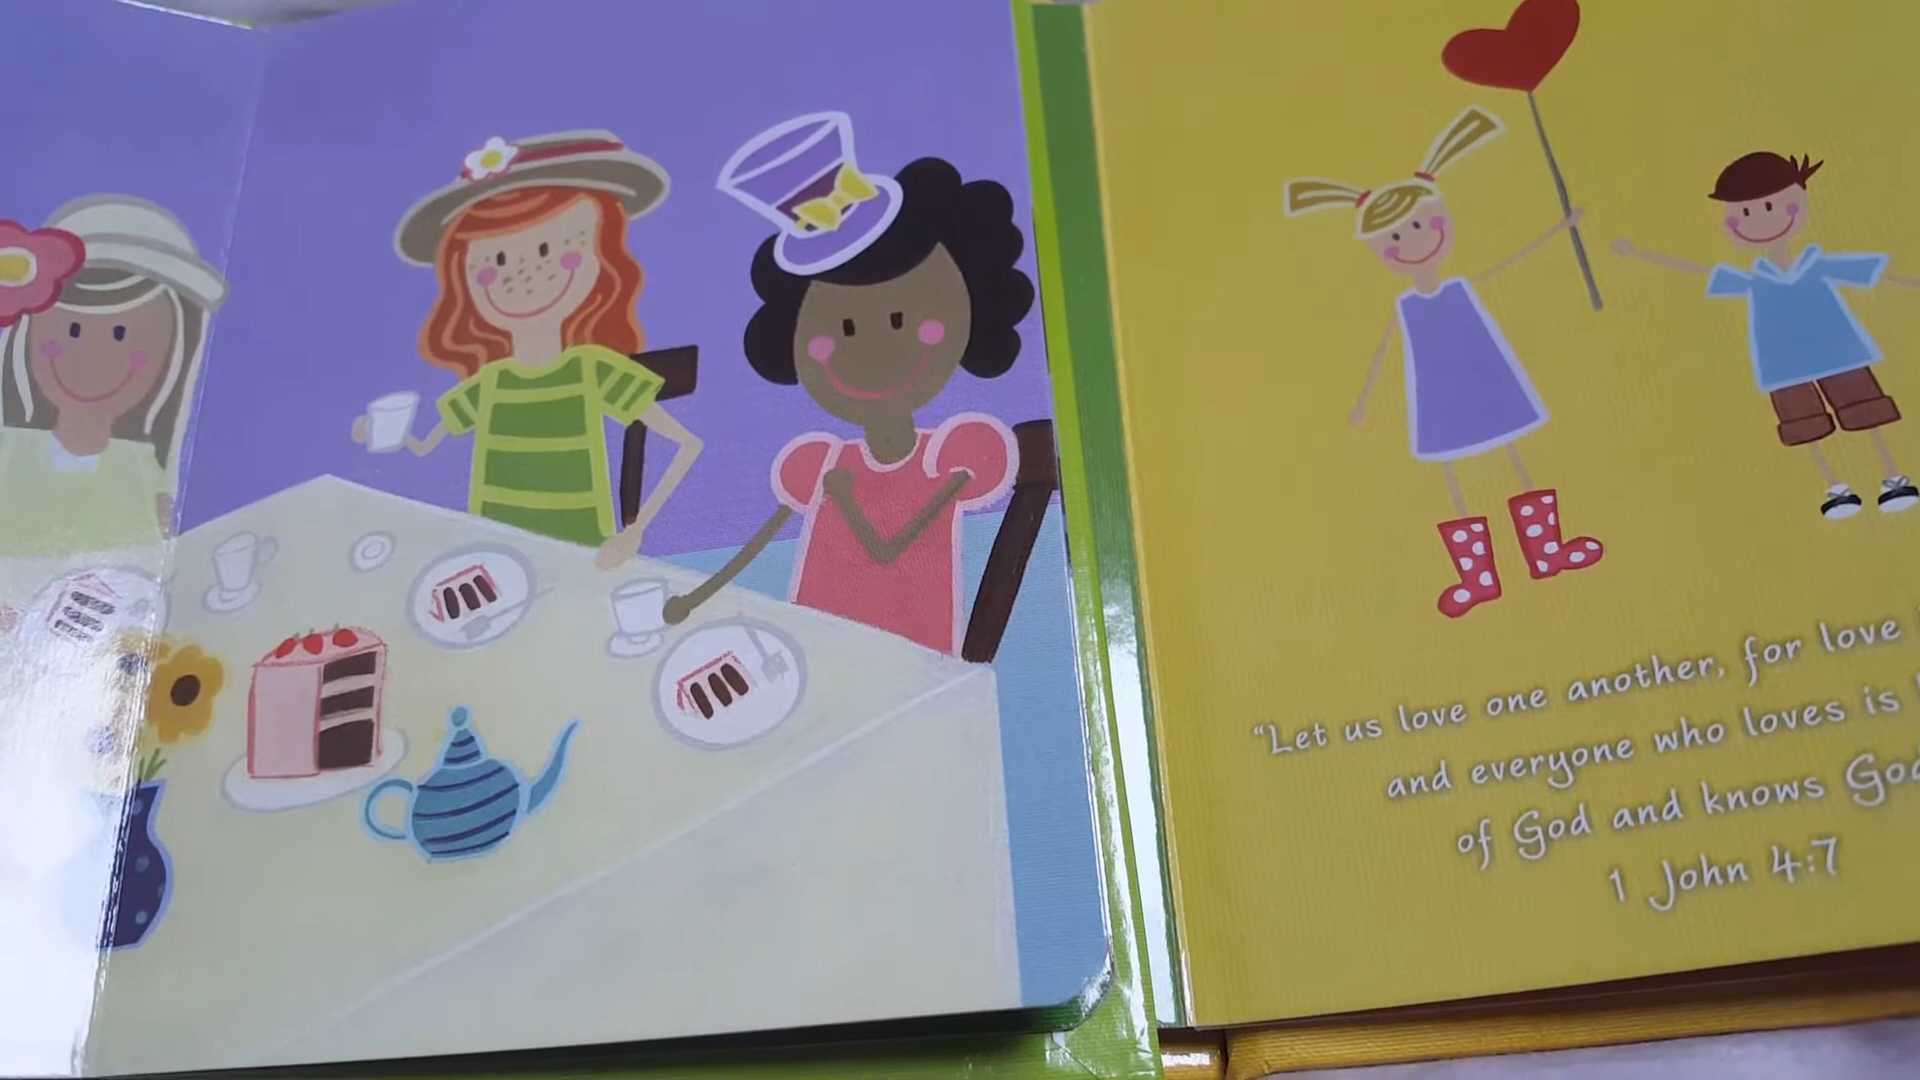 “Let us love one another, for love
and everyone who loves is
of God and knows God
1 John 4:7